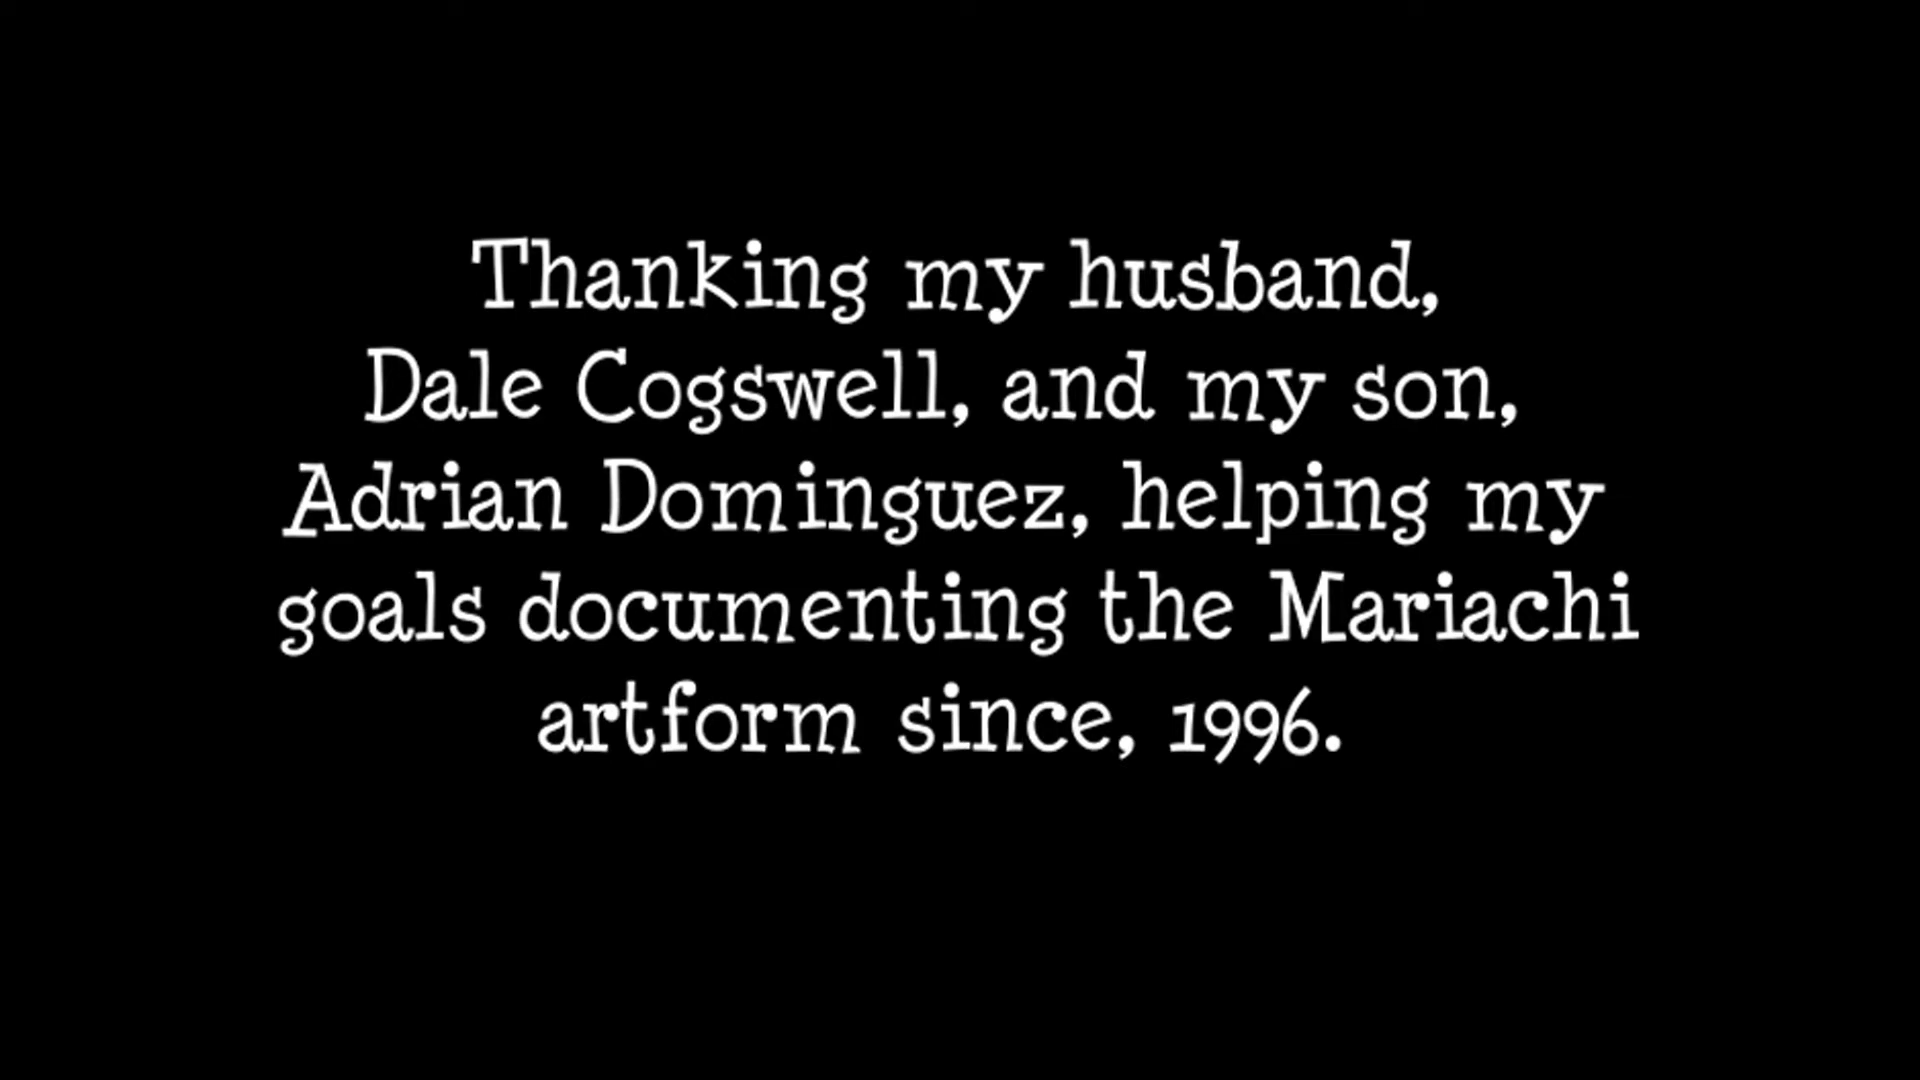 Thanking my husband,
Dale Cogswell, and my son,
Adrian Dominguez, helping my
goals documenting the Mariachi
artform since, 1996.